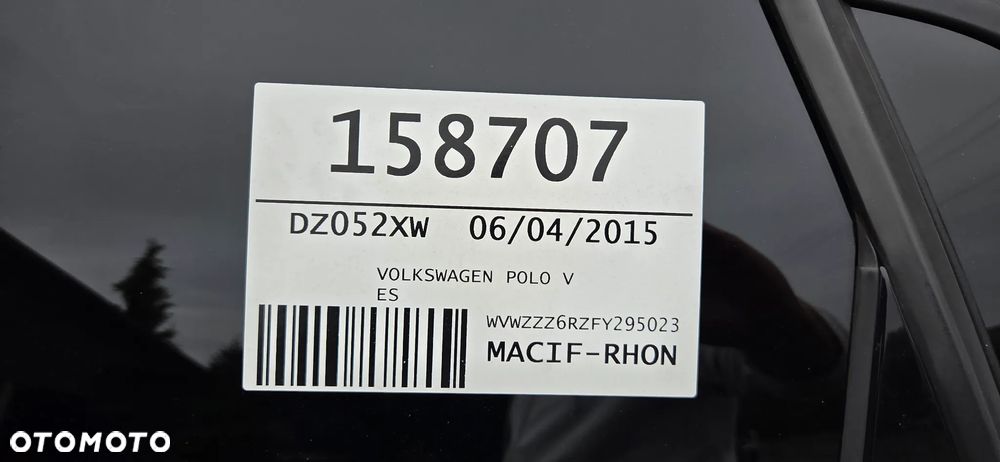 158707
DZ052XW 06/04/2015
VOLKSWAGEN POLO V
ES
WVWZZZ6RZFY295023
MACIF-RHON
OTOMOTO